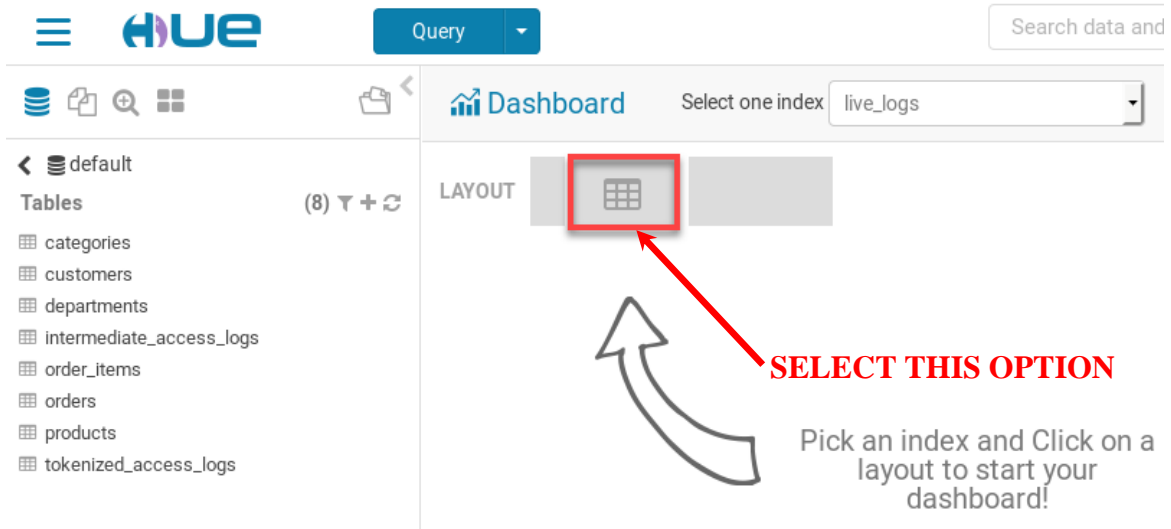 HUE
Query
Search data and
Dashboard
Select one index
live_logs
default
Tables
(8)
categories
customers
departments
intermediate_access_logs
order_items
orders
products
tokenized_access_logs
LAYOUT
SELECT THIS OPTION
Pick an index and Click on a
layout to start your
dashboard!